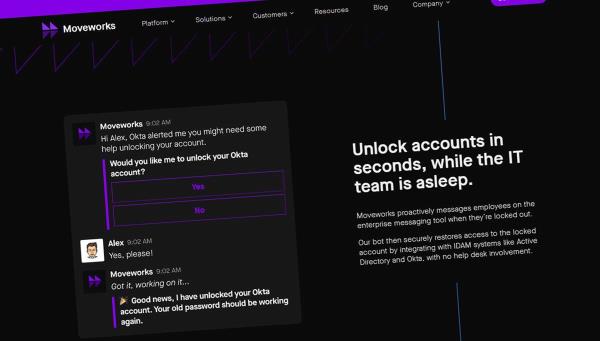 Moveworks
Platform
Solutions
Customers
Resources
Blog
Company
Moveworks 9:02 AM
Hi Alex, Okta alerted me you might need some
help unlocking your account.
Would you like me to unlock your Okta
account?
Yes
No
Alex 9:02 AM
Yes, please!
Moveworks 9:02 AM
Got it, working on it...
🎉 Good news, I have unlocked your Okta
account. Your old password should be working
again.
Unlock accounts in
seconds, while the IT
team is asleep.
Moveworks proactively messages employees on the
enterprise messaging tool when they're locked out.
Our bot then securely restores access to the locked
account by integrating with IDAM systems like Active
Directory and Okta, with no help desk involvement.